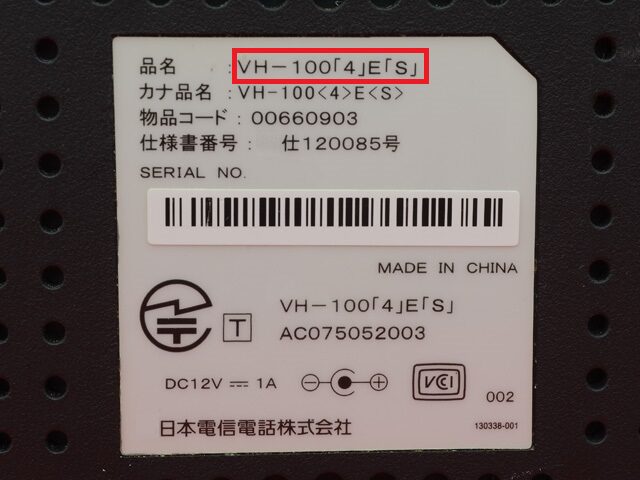 品名 :VH-100「4」E「S」
カナ品名 :VH-100<4>E<S>
物品コード :00660903
仕様書番号 : 仕120085号
SERIAL NO.
MADE IN CHINA
VH-100「4」E「S」
T AC075052003
DC12V 1A
VCCI
002
日本電信電話株式会社
130338-001